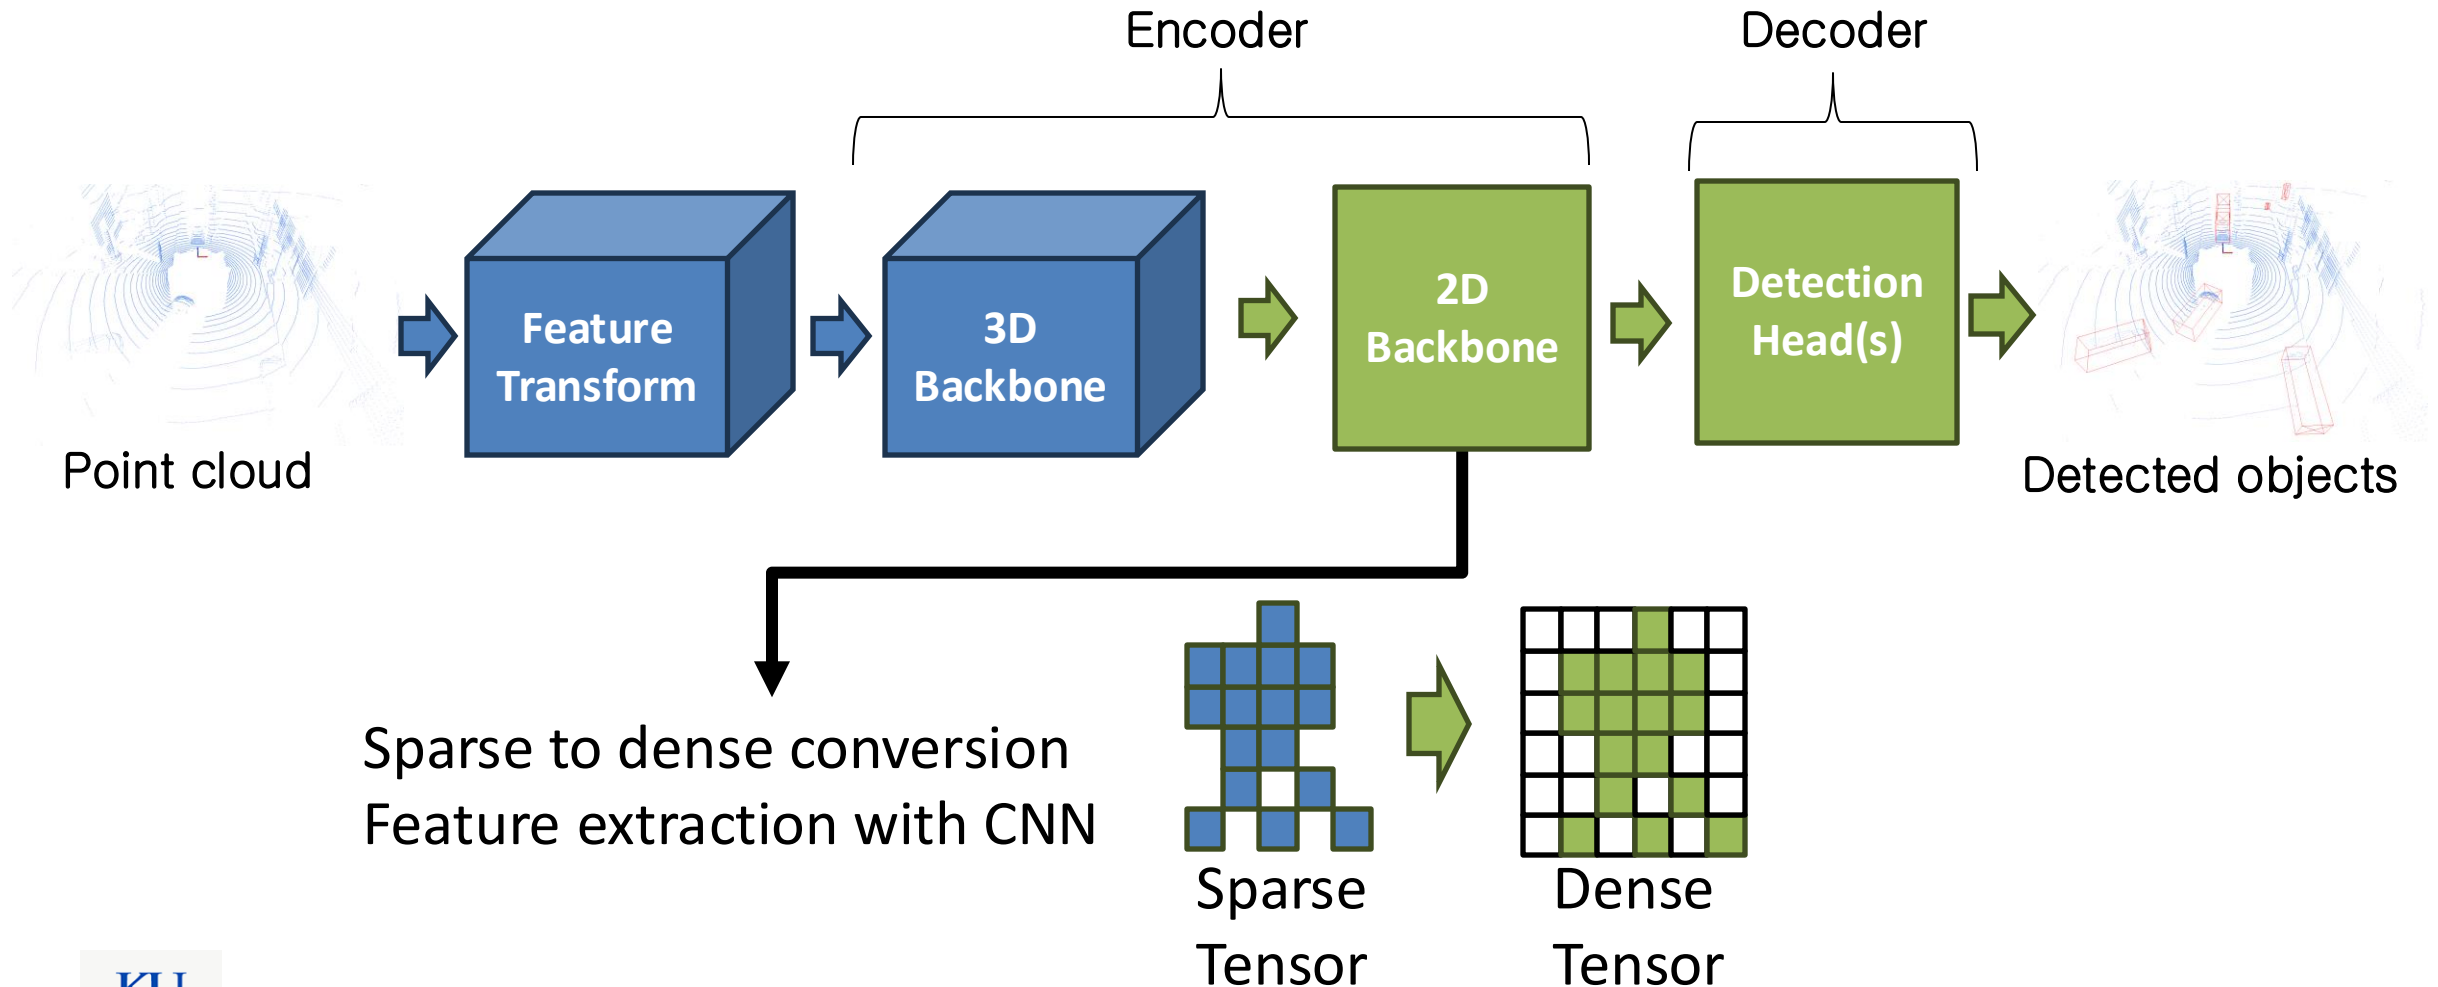 Encoder
Decoder
Feature
Transform
3D
Backbone
2D
Backbone
Detection
Head(s)
Point cloud
Detected objects
Sparse to dense conversion
Feature extraction with CNN
Sparse
Tensor
Dense
Tensor
KU